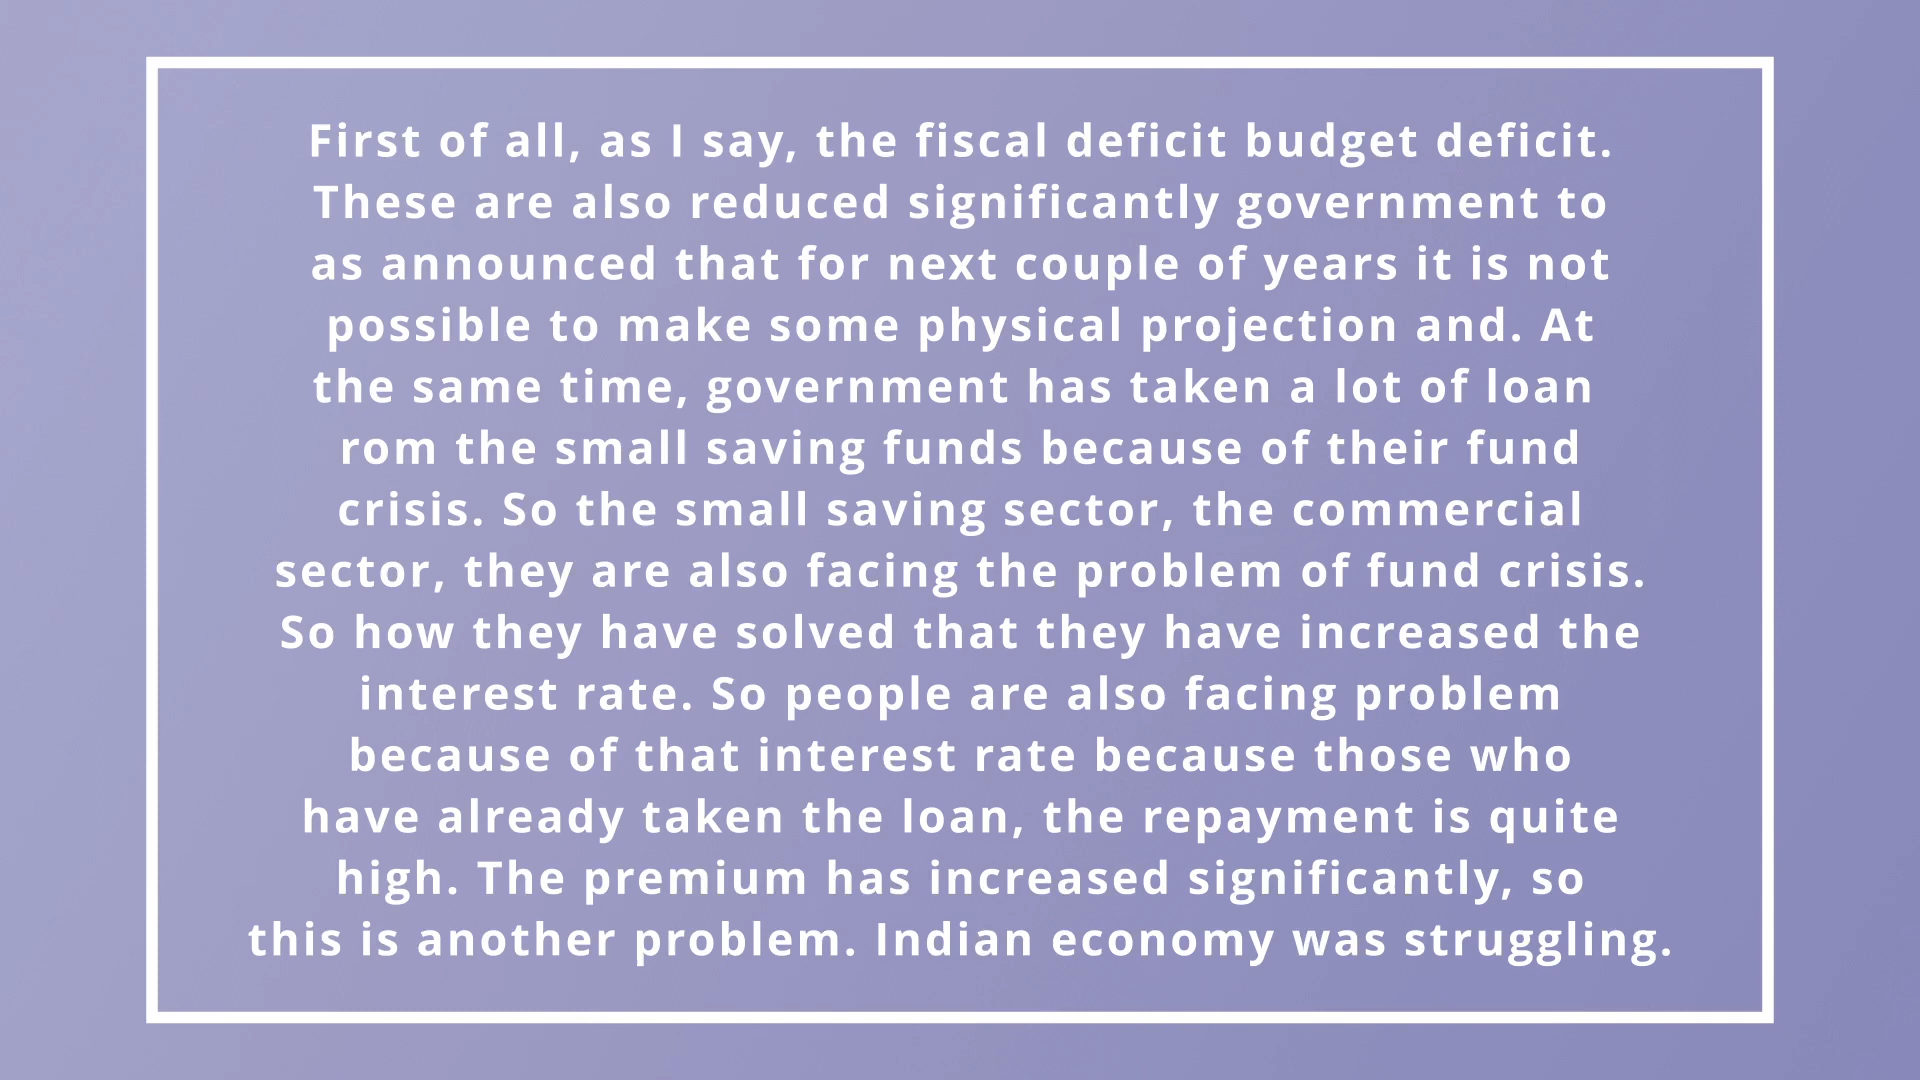 First of all, as I say, the fiscal deficit budget deficit.
These are also reduced significantly government to
as announced that for next couple of years it is not
possible to make some physical projection and. At
the same time, government has taken a lot of loan
rom the small saving funds because of their fund
crisis. So the small saving sector, the commercial
sector, they are also facing the problem of fund crisis.
So how they have solved that they have increased the
interest rate. So people are also facing problem
because of that interest rate because those who
have already taken the loan, the repayment is quite
high. The premium has increased significantly, so
this is another problem. Indian economy was struggling.